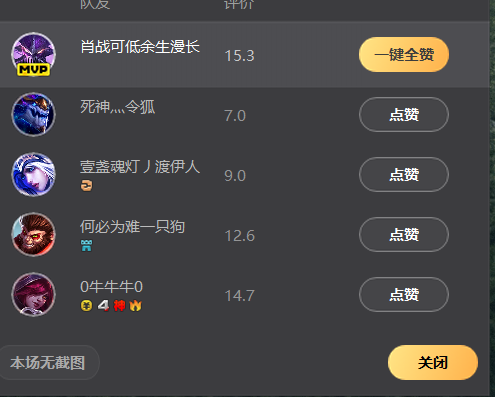 队友 评价
肖战可低余生漫长 15.3 一键全赞
MVP
死神灬令狐 7.0 点赞
壹盏魂灯丿渡伊人 9.0 点赞
何必为难一只狗 12.6 点赞
0牛牛牛0 14.7 点赞
4 神
本场无截图 关闭